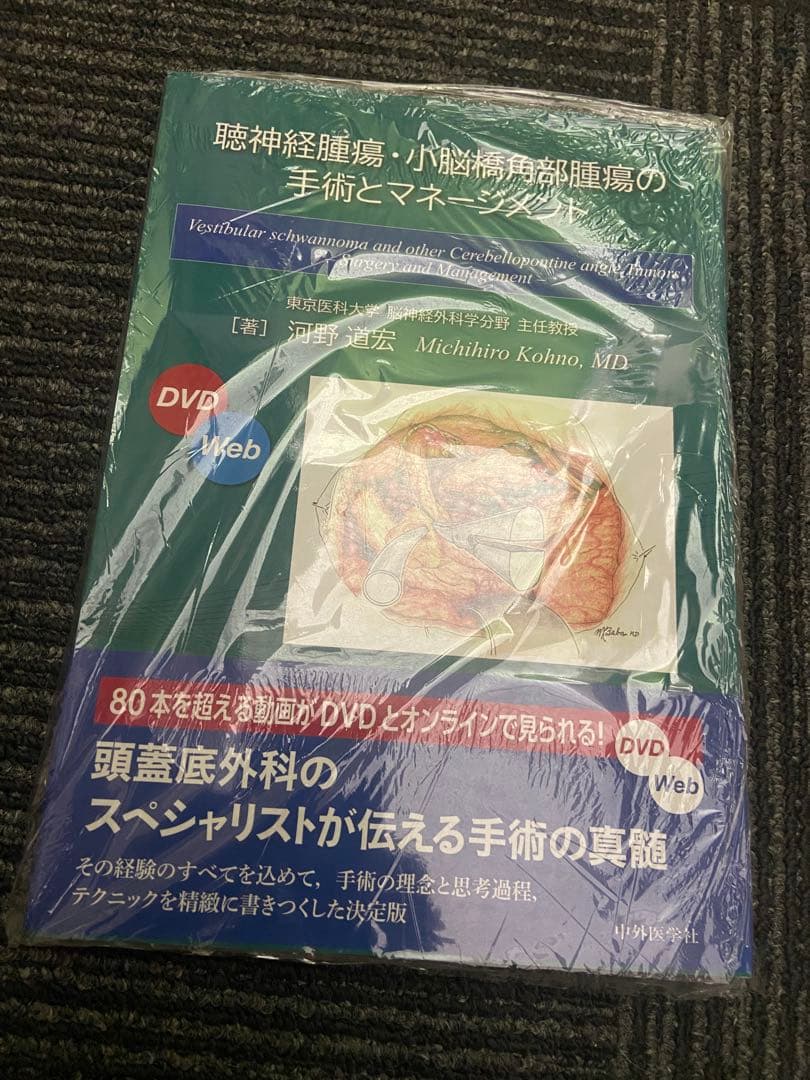 聴神経腫瘍・小脳橋角部腫瘍の
手術とマネージメント
Vestibular schwannoma and other Cerebellopontine angle Tumors
– Surgery and Management –
東京医科大学 脳神経外科学分野 主任教授
[著] 河野 道宏 Michihiro Kohno, MD
DVD
Web
M.Baba MD
80本を超える動画がDVDとオンラインで見られる!
DVD
Web
頭蓋底外科の
スペシャリストが伝える手術の真髄
その経験のすべてを込めて,手術の理念と思考過程,
テクニックを精緻に書きつくした決定版
中外医学社